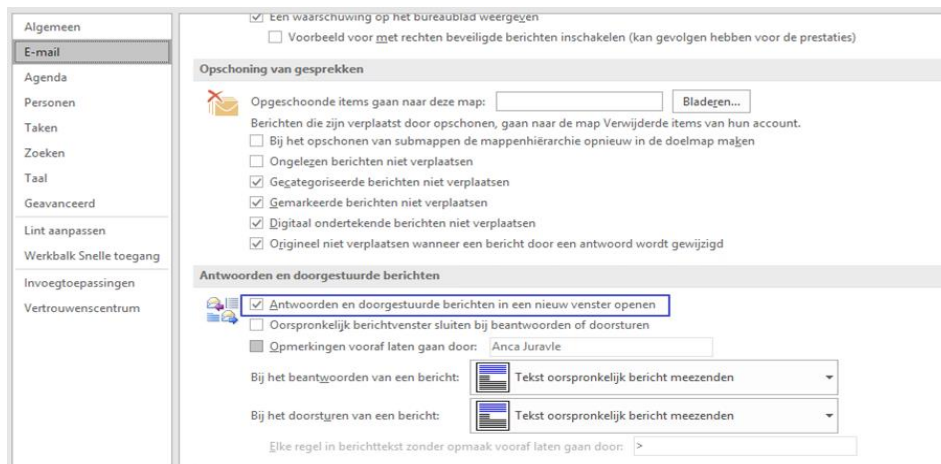 Algemeen
E-mail
Agenda
Personen
Taken
Zoeken
Taal
Geavanceerd
Lint aanpassen
Werkbalk Snelle toegang
Invoegtoepassingen
Vertrouwenscentrum
Een waarschuwing op het bureaublad weergeven
Voorbeeld voor met rechten beveiligde berichten inschakelen (kan gevolgen hebben voor de prestaties)
Opschoning van gesprekken
Opgeschoonde items gaan naar deze map: Bladeren...
Berichten die zijn verplaatst door opschonen, gaan naar de map Verwijderde items van hun account.
Bij het opschonen van submappen de mappenhiërarchie opnieuw in de doelmap maken
Ongelezen berichten niet verplaatsen
Gecategoriseerde berichten niet verplaatsen
Gemarkeerde berichten niet verplaatsen
Digitaal ondertekende berichten niet verplaatsen
Origineel niet verplaatsen wanneer een bericht door een antwoord wordt gewijzigd
Antwoorden en doorgestuurde berichten
Antwoorden en doorgestuurde berichten in een nieuw venster openen
Oorspronkelijk berichtvenster sluiten bij beantwoorden of doorsturen
Opmerkingen vooraf laten gaan door: Anca Juravle
Bij het beantwoorden van een bericht: Tekst oorspronkelijk bericht meezenden
Bij het doorsturen van een bericht: Tekst oorspronkelijk bericht meezenden
Elke regel in berichttekst zonder opmaak vooraf laten gaan door: >